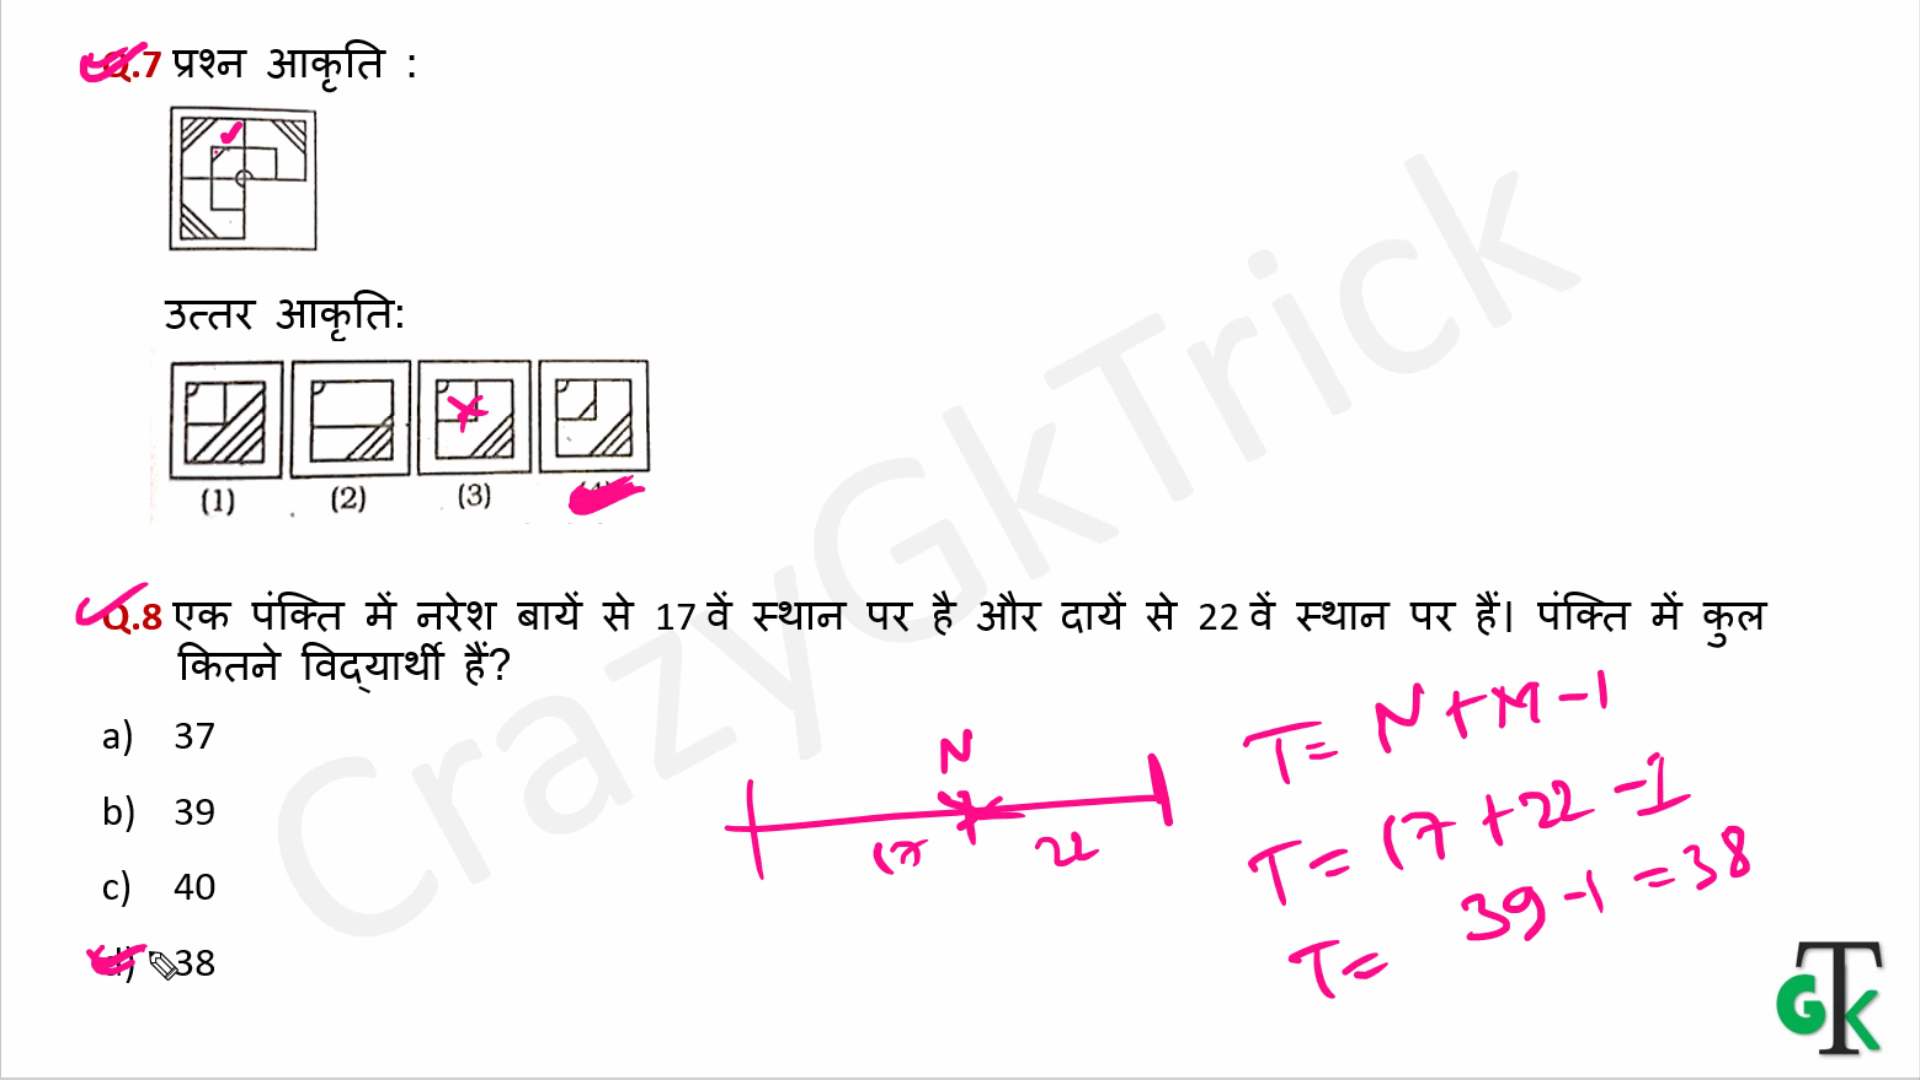 Q.7 प्रश्न आकृति :
उत्तर आकृति:
(1) (2) (3)
Q.8 एक पंक्ति में नरेश बायें से 17 वें स्थान पर है और दायें से 22 वें स्थान पर हैं। पंक्ति में कुल
कितने विद्यार्थी हैं?
a) 37
b) 39
c) 40
d) 38
N
17 22
T = N + M - 1
T = 17 + 22 - 1
T = 39 - 1 = 38
CrazyGkTrick
GTK